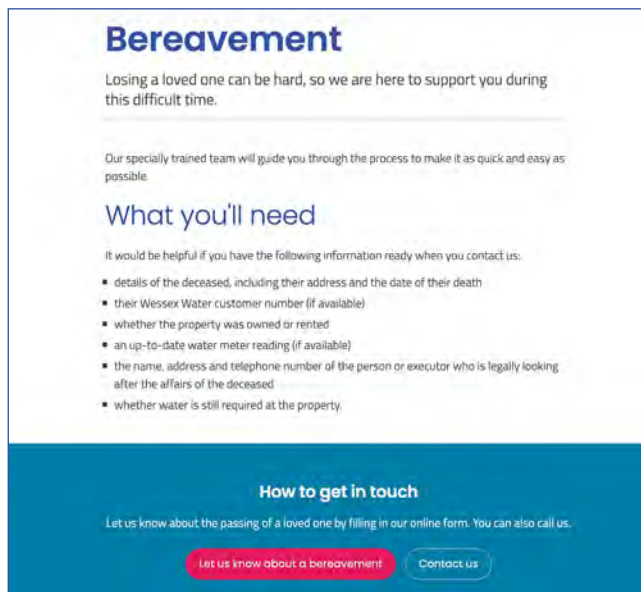 Bereavement
Losing a loved one can be hard, so we are here to support you during
this difficult time.
Our specially trained team will guide you through the process to make it as quick and easy as
possible.
What you'll need
It would be helpful if you have the following information ready when you contact us:
▪ details of the deceased, including their address and the date of their death
▪ their Wessex Water customer number (if available)
▪ whether the property was owned or rented
▪ an up-to-date water meter reading (if available)
▪ the name, address and telephone number of the person or executor who is legally looking
after the affairs of the deceased
▪ whether water is still required at the property.
How to get in touch
Let us know about the passing of a loved one by filling in our online form. You can also call us.
Let us know about a bereavement
Contact us